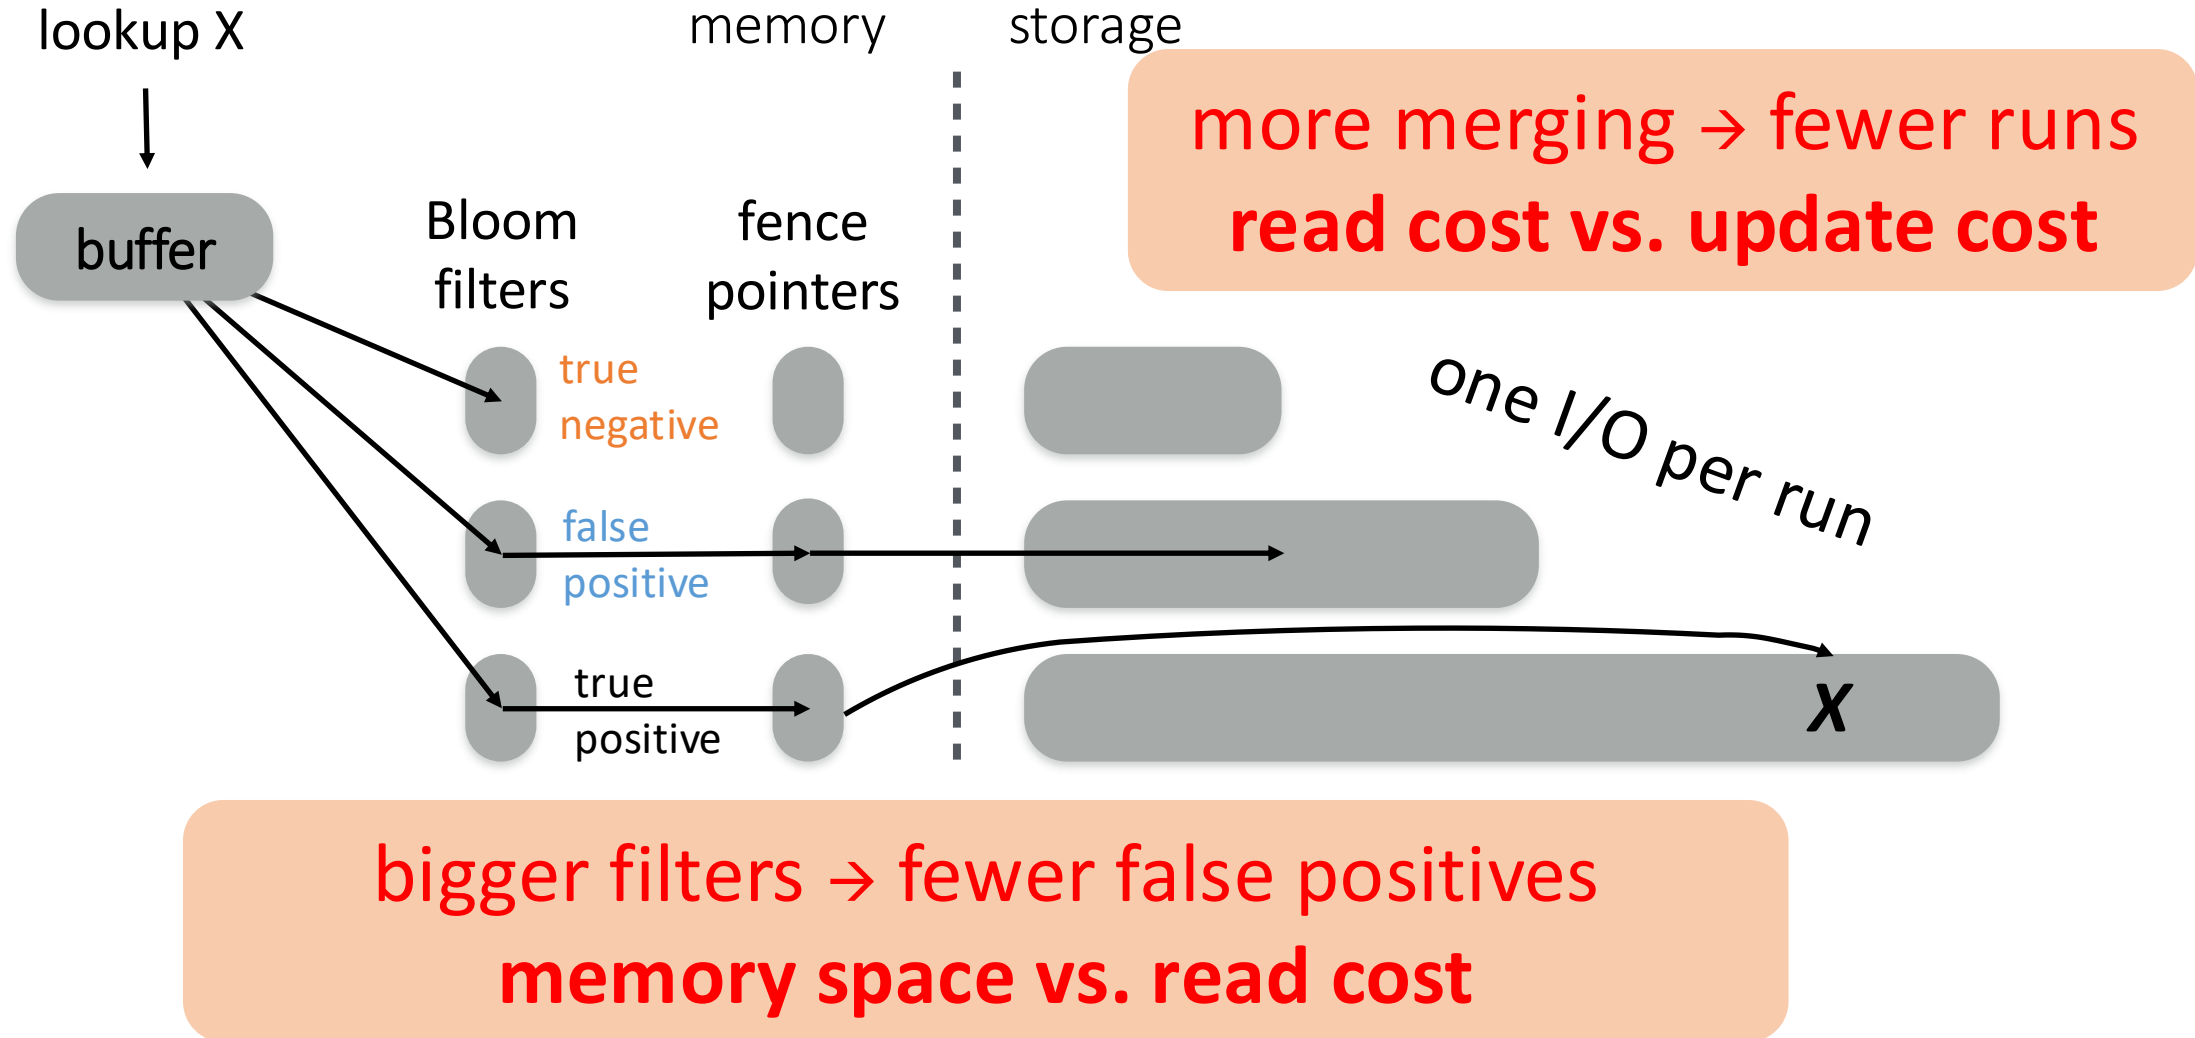 lookup X
memory
storage
more merging → fewer runs
read cost vs. update cost
buffer
Bloom
filters
fence
pointers
true
negative
one I/O per run
false
positive
true
positive
X
bigger filters → fewer false positives
memory space vs. read cost